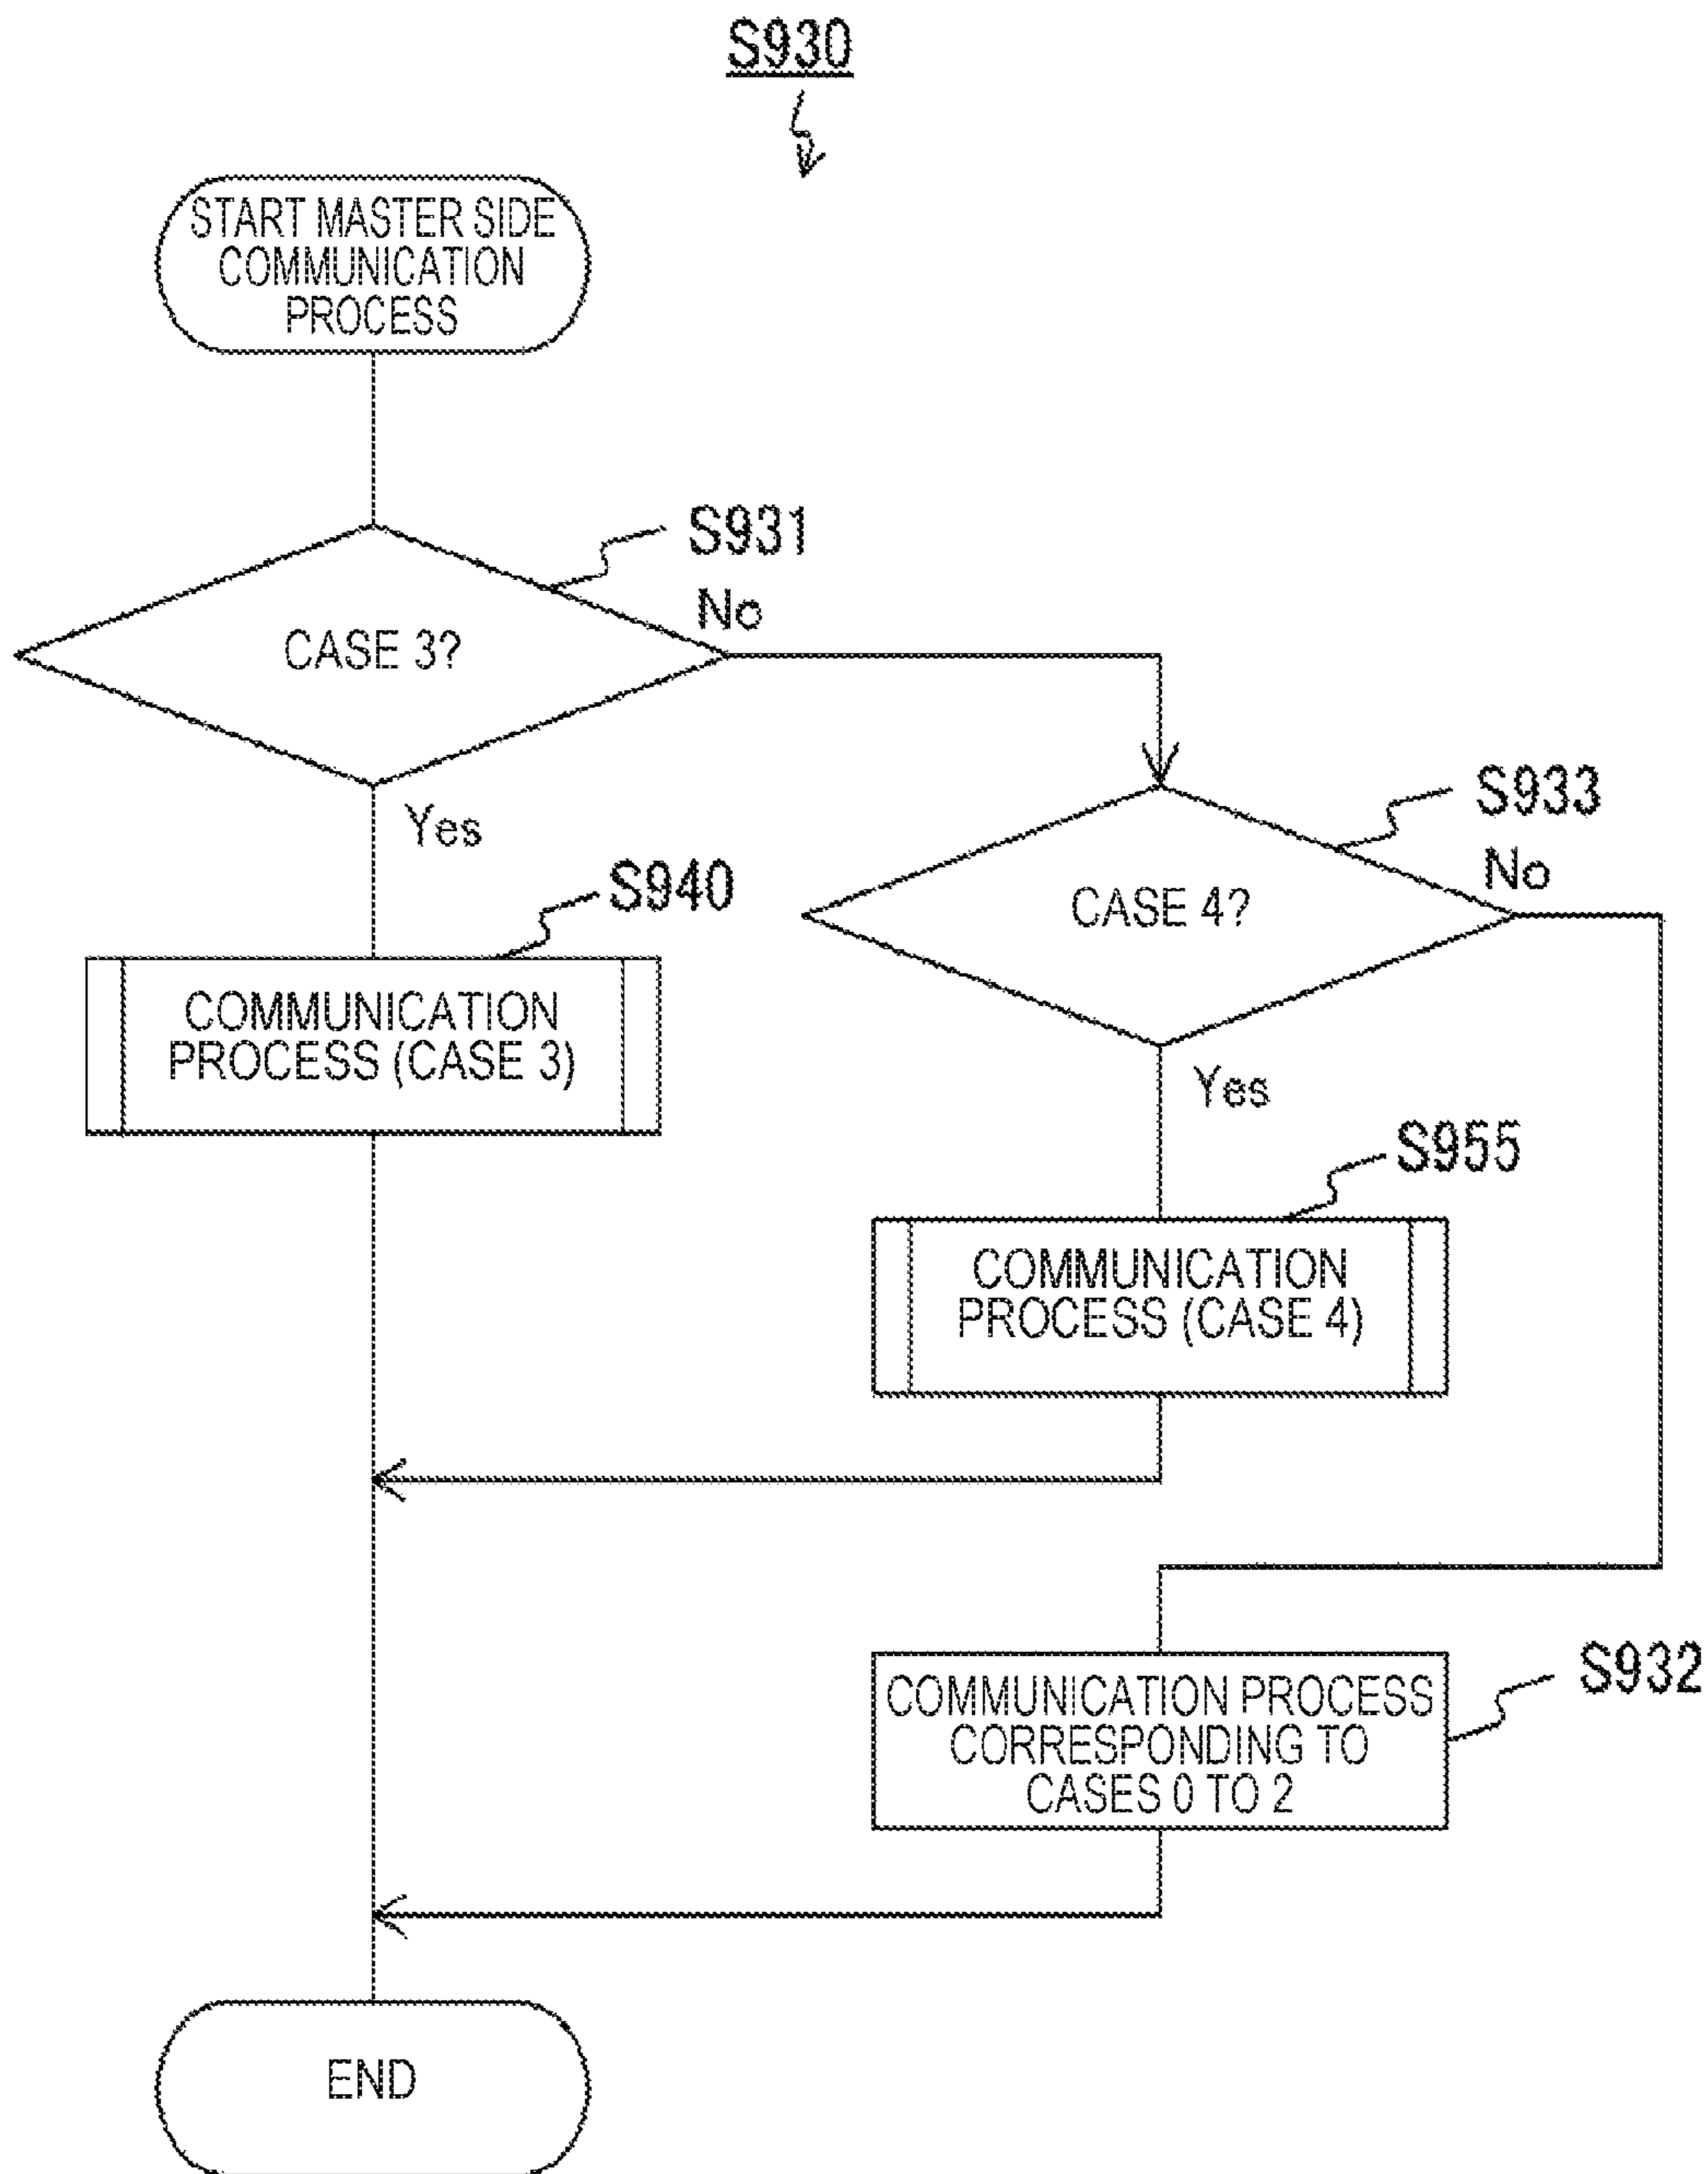 S930
START MASTER SIDE
COMMUNICATION
PROCESS
S931
No
CASE 3?
Yes
S933
No
CASE 4?
S940
COMMUNICATION
PROCESS (CASE 3)
Yes
S955
COMMUNICATION
PROCESS (CASE 4)
S932
COMMUNICATION PROCESS
CORRESPONDING TO
CASES 0 TO 2
END